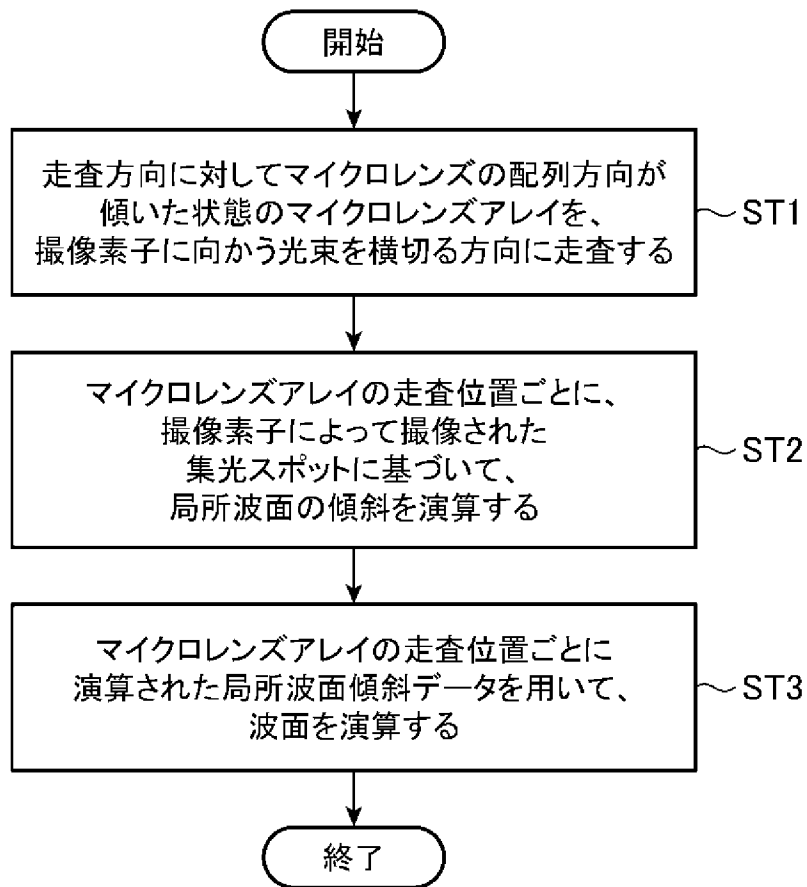 開始
走査方向に対してマイクロレンズの配列方向が
傾いた状態のマイクロレンズアレイを、
撮像素子に向かう光束を横切る方向に走査する
ST1
マイクロレンズアレイの走査位置ごとに、
撮像素子によって撮像された
集光スポットに基づいて、
局所波面の傾斜を演算する
ST2
マイクロレンズアレイの走査位置ごとに
演算された局所波面傾斜データを用いて、
波面を演算する
ST3
終了